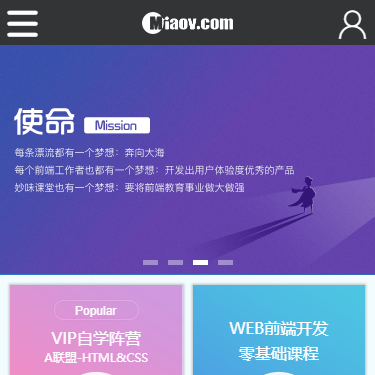 Miaov.com
使命 Mission
每条漂流都有一个梦想：奔向大海
每个前端工作者也都有一个梦想：开发出用户体验度优秀的产品
妙味课堂也有一个梦想：要将前端教育事业做大做强
Popular
VIP自学阵营
A联盟-HTML&CSS
WEB前端开发
零基础课程